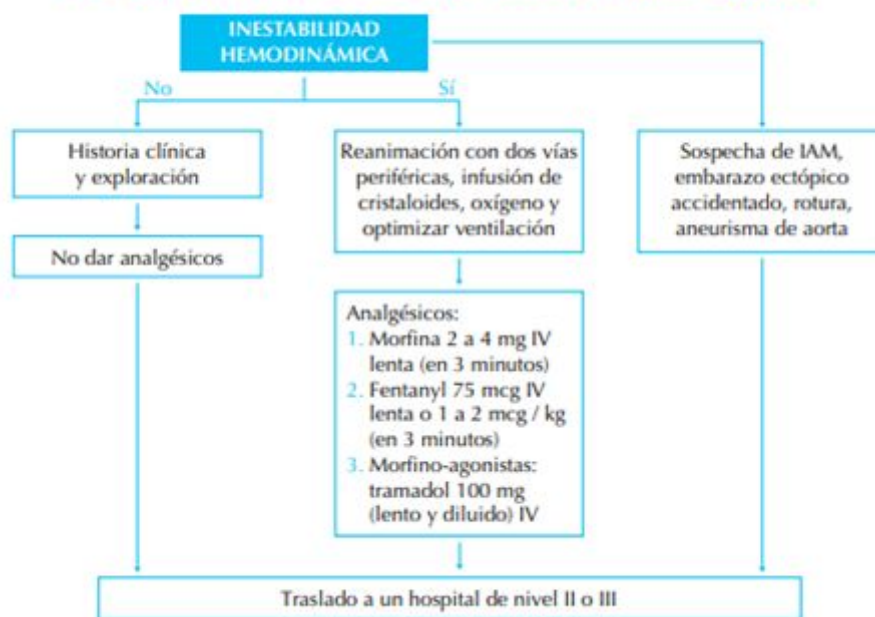 INESTABILIDAD
HEMODINÁMICA
No
Sí
Historia clínica
y exploración
No dar analgésicos
Reanimación con dos vías
periféricas, infusión de
cristaloides, oxígeno y
optimizar ventilación
Analgésicos:
1. Morfina 2 a 4 mg IV
lenta (en 3 minutos)
2. Fentanyl 75 mcg IV
lenta o 1 a 2 mcg / kg
(en 3 minutos)
3. Morfino-agonistas:
tramadol 100 mg
(lento y diluido) IV
Sospecha de IAM,
embarazo ectópico
accidentado, rotura,
aneurisma de aorta
Traslado a un hospital de nivel II o III